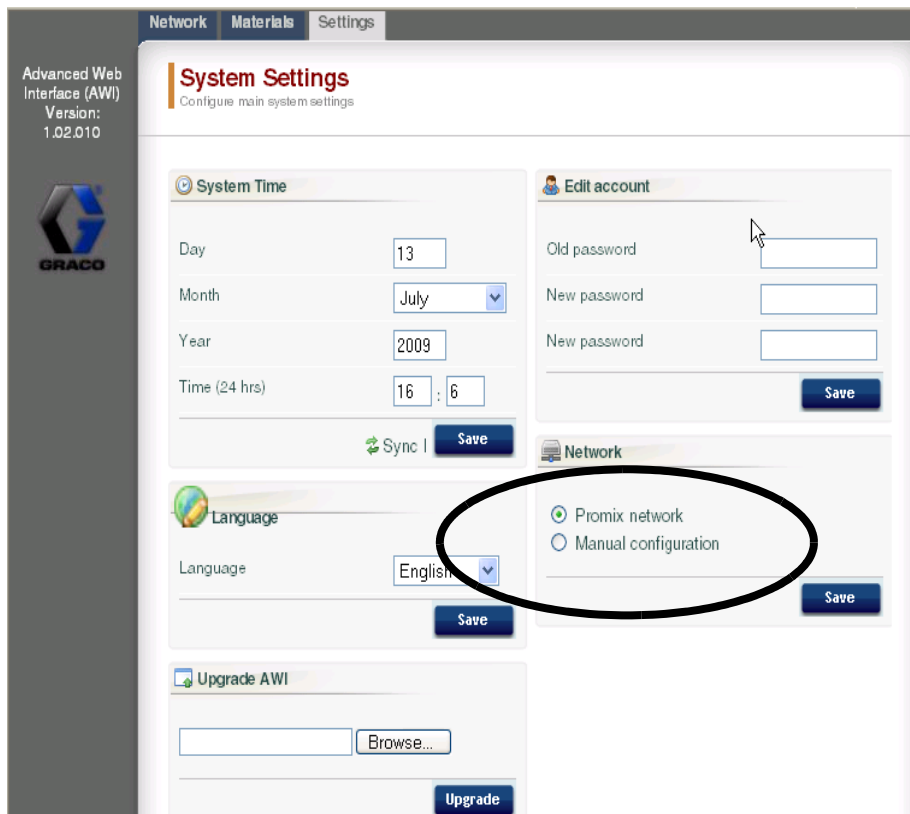 Network Materials Settings
Advanced Web
Interface (AWI)
Version:
1.02.010
GRACO
System Settings
Configure main system settings
System Time
Day 13
Month July
Year 2009
Time (24 hrs) 16 : 6
Sync | Save
Language
Language English
Save
Upgrade AWI
Browse...
Upgrade
Edit account
Old password
New password
New password
Save
Network
Promix network
Manual configuration
Save